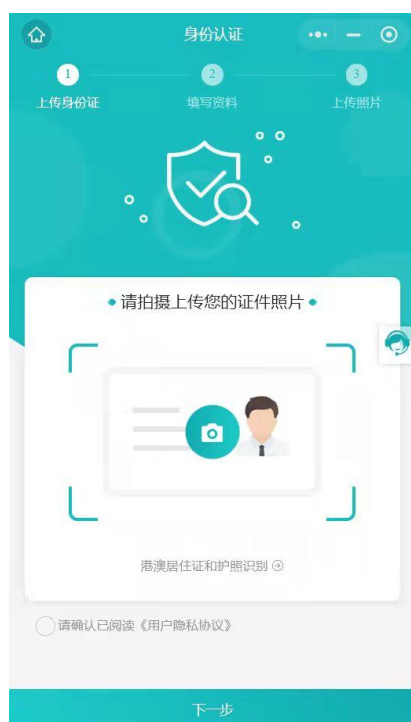 身份认证
1
2
3
上传身份证
填写资料
上传照片
请拍摄上传您的证件照片
港澳居住证和护照识别
请确认已阅读《用户隐私协议》
下一步